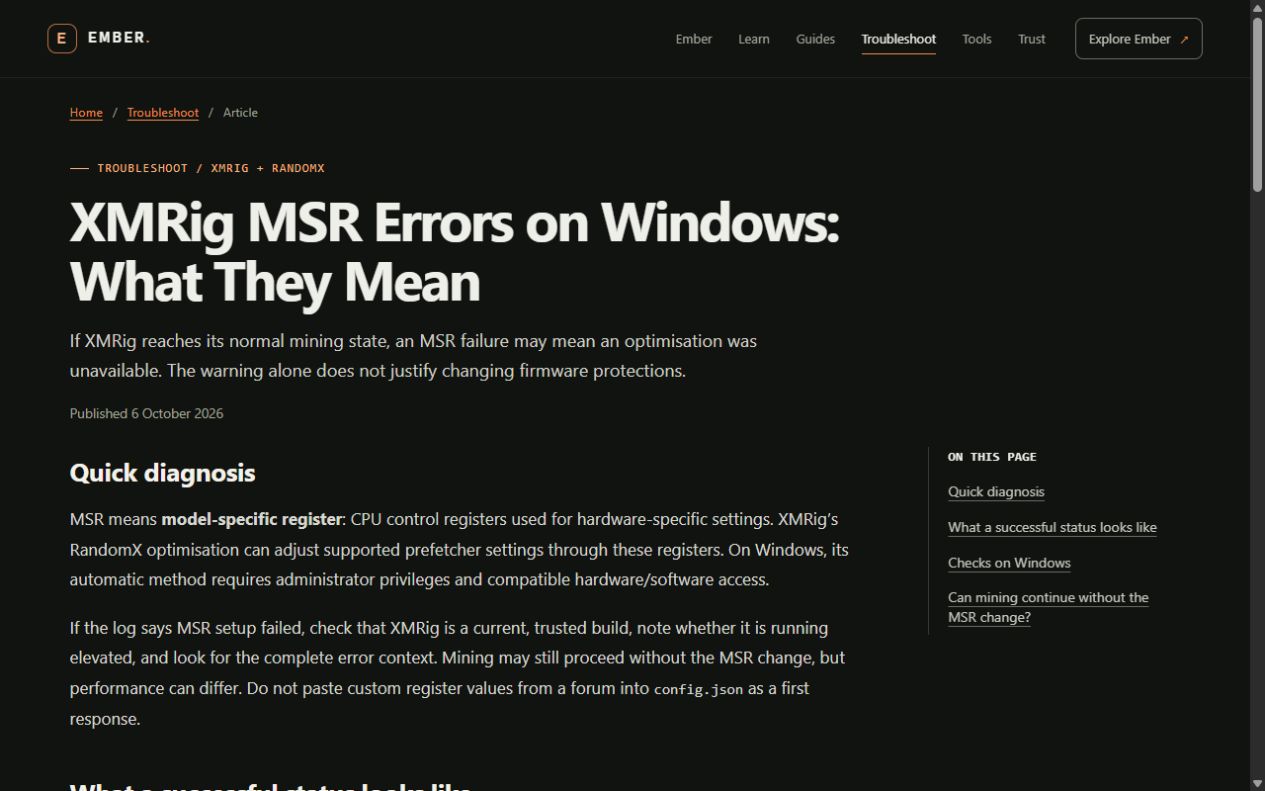 E EMBER.
Ember Learn Guides Troubleshoot Tools Trust Explore Ember ↗
Home / Troubleshoot / Article
TROUBLESHOOT / XMRIG + RANDOMX
XMRig MSR Errors on Windows:
What They Mean
If XMRig reaches its normal mining state, an MSR failure may mean an optimisation was
unavailable. The warning alone does not justify changing firmware protections.
Published 6 October 2026
Quick diagnosis
MSR means model-specific register: CPU control registers used for hardware-specific settings. XMRig’s
RandomX optimisation can adjust supported prefetcher settings through these registers. On Windows, its
automatic method requires administrator privileges and compatible hardware/software access.
If the log says MSR setup failed, check that XMRig is a current, trusted build, note whether it is running
elevated, and look for the complete error context. Mining may still proceed without the MSR change, but
performance can differ. Do not paste custom register values from a forum into config.json as a first
response.
What a successful status looks like
ON THIS PAGE
Quick diagnosis
What a successful status looks like
Checks on Windows
Can mining continue without the
MSR change?